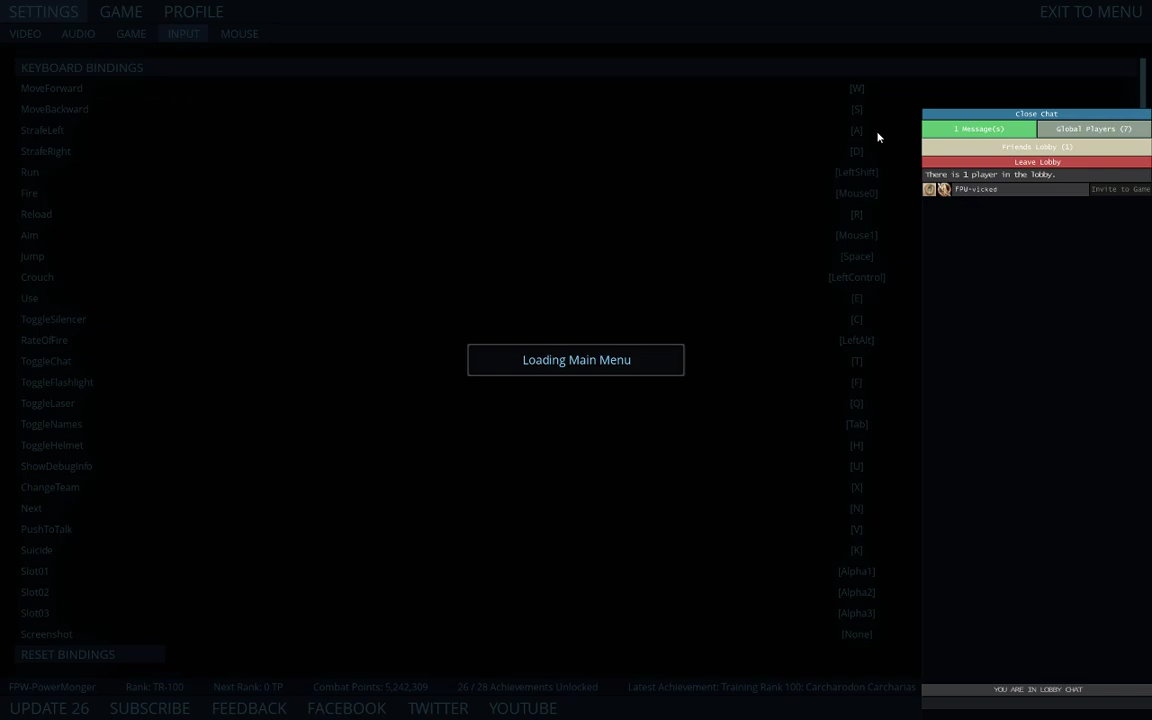 SETTINGS GAME PROFILE EXIT TO MENU
VIDEO AUDIO GAME INPUT MOUSE
KEYBOARD BINDINGS
MoveForward [W]
MoveBackward [S]
StrafeLeft [A]
StrafeRight [D]
Run [LeftShift]
Fire [Mouse0]
Reload [R]
Aim [Mouse1]
Jump [Space]
Crouch [LeftControl]
Use [E]
ToggleSilencer [C]
RateOfFire [LeftAlt]
ToggleChat [T]
ToggleFlashlight [F]
ToggleLaser [Q]
ToggleNames [Tab]
ToggleHelmet [H]
ShowDebugInfo [U]
ChangeTeam [X]
Next [N]
PushToTalk [V]
Suicide [K]
Slot01 [Alpha1]
Slot02 [Alpha2]
Slot03 [Alpha3]
Screenshot [None]
RESET BINDINGS
Loading Main Menu
Close Chat
1 Message(s) Global Players (7)
Friends Lobby (1)
Leave Lobby
There is 1 player in the lobby.
FPW-vicked Invite to Game
YOU ARE IN LOBBY CHAT
FPW-PowerMonger Rank: TR-100 Next Rank: 0 TP Combat Points: 5,242,309 26 / 28 Achievements Unlocked Latest Achievement: Training Rank 100: Carcharodon Carcharias
UPDATE 26 SUBSCRIBE FEEDBACK FACEBOOK TWITTER YOUTUBE